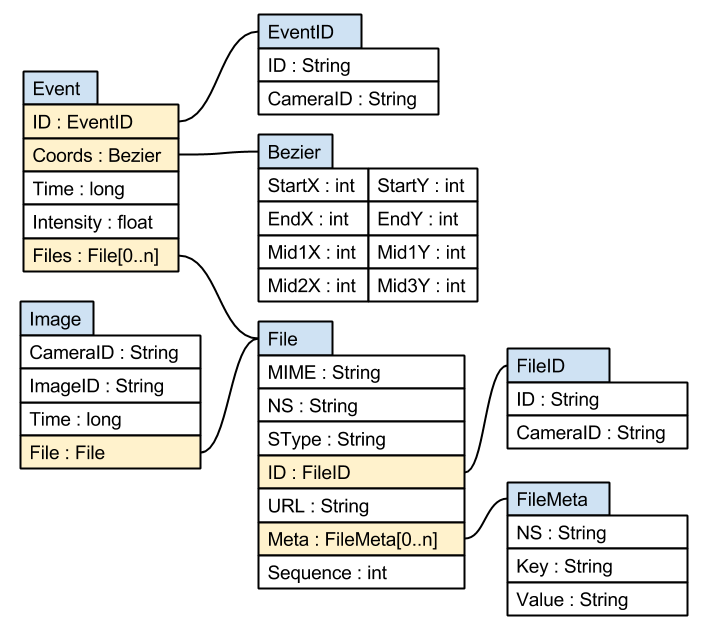 EventID
ID : String
CameraID : String
Event
ID : EventID
Coords : Bezier
Time : long
Intensity : float
Files : File[0..n]
Bezier
StartX : int StartY : int
EndX : int EndY : int
Mid1X : int Mid1Y : int
Mid2X : int Mid3Y : int
Image
CameraID : String
ImageID : String
Time : long
File : File
File
MIME : String
NS : String
SType : String
ID : FileID
URL : String
Meta : FileMeta[0..n]
Sequence : int
FileID
ID : String
CameraID : String
FileMeta
NS : String
Key : String
Value : String